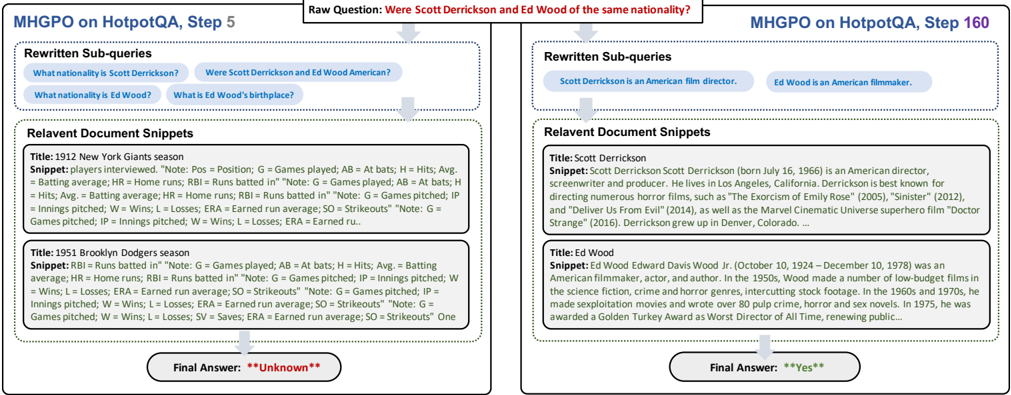 Raw Question: Were Scott Derrickson and Ed Wood of the same nationality?
MHGPO on HotpotQA, Step 5
Rewritten Sub-queries
What nationality is Scott Derrickson?
Were Scott Derrickson and Ed Wood American?
What nationality is Ed Wood?
What is Ed Wood's birthplace?
Relavent Document Snippets
Title: 1912 New York Giants season
Snippet: players interviewed. "Note: Pos = Position; G = Games played; AB = At bats; H = Hits; Avg.
= Batting average; HR = Home runs; RBI = Runs batted in" "Note: G = Games played; AB = At bats; H
= Hits; Avg. = Batting average; HR = Home runs; RBI = Runs batted in" "Note: G = Games pitched; IP
= Innings pitched; W = Wins; L = Losses; ERA = Earned run average; SO = Strikeouts" "Note: G =
Games pitched; IP = Innings pitched; W = Wins; L = Losses; ERA = Earned ru..
Title: 1951 Brooklyn Dodgers season
Snippet: RBI = Runs batted in" "Note: G = Games played; AB = At bats; H = Hits; Avg. = Batting
average; HR = Home runs; RBI = Runs batted in" "Note: G = Games pitched; IP = Innings pitched; W
= Wins; L = Losses; ERA = Earned run average; SO = Strikeouts" "Note: G = Games pitched; IP =
Innings pitched; W = Wins; L = Losses; ERA = Earned run average; SO = Strikeouts" "Note: G =
Games pitched; W = Wins; L = Losses; SV = Saves; ERA = Earned run average; SO = Strikeouts" One
Final Answer: **Unknown**
MHGPO on HotpotQA, Step 160
Rewritten Sub-queries
Scott Derrickson is an American film director.
Ed Wood is an American filmmaker.
Relavent Document Snippets
Title: Scott Derrickson
Snippet: Scott Derrickson Scott Derrickson (born July 16, 1966) is an American director,
screenwriter and producer. He lives in Los Angeles, California. Derrickson is best known for
directing numerous horror films, such as "The Exorcism of Emily Rose" (2005), "Sinister" (2012),
and "Deliver Us From Evil" (2014), as well as the Marvel Cinematic Universe superhero film "Doctor
Strange" (2016). Derrickson grew up in Denver, Colorado. ...
Title: Ed Wood
Snippet: Ed Wood Edward Davis Wood Jr. (October 10, 1924 – December 10, 1978) was an
American filmmaker, actor, and author. In the 1950s, Wood made a number of low-budget films in
the science fiction, crime and horror genres, intercutting stock footage. In the 1960s and 1970s, he
made sexploitation movies and wrote over 80 pulp crime, horror and sex novels. In 1975, he was
awarded a Golden Turkey Award as Worst Director of All Time, renewing public...
Final Answer: **Yes**